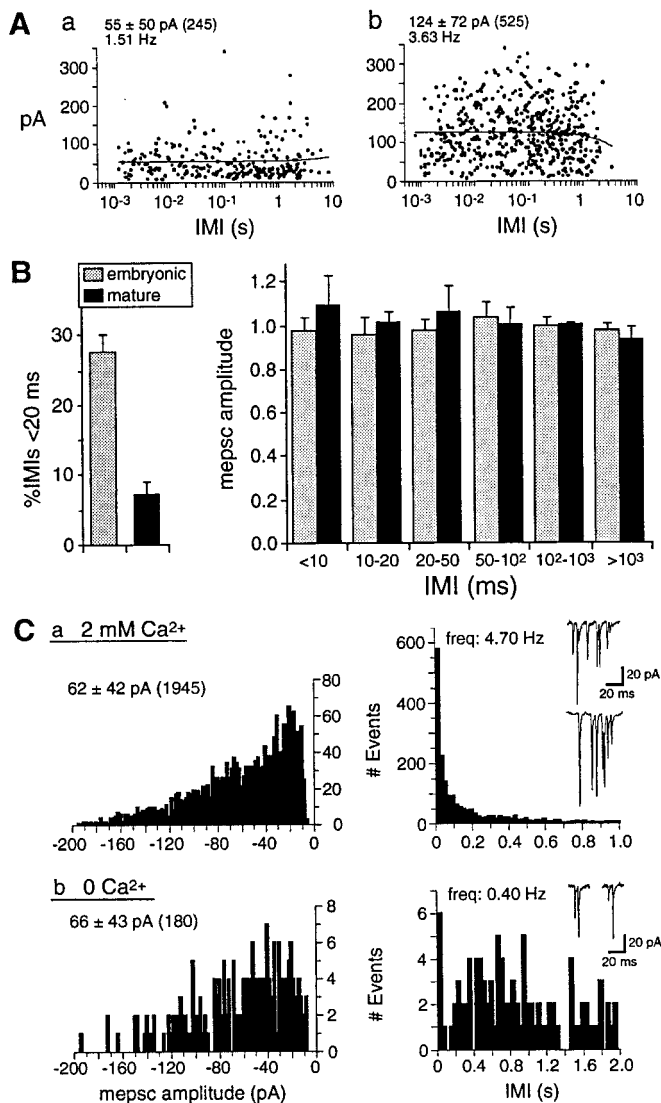 A
a
55 ± 50 pA (245)
1.51 Hz
300
200
100
0
pA
10-3 10-2 10-1 1 10
IMI (s)
b
124 ± 72 pA (525)
3.63 Hz
300
200
100
0
10-3 10-2 10-1 1 10
IMI (s)
B
embryonic
mature
30
20
10
0
%IMIs <20 ms
1.2
1.0
0.8
0.6
0.4
0.2
0.0
mepsc amplitude
<10 10-20 20-50 50-10² 10²-10³ >10³
IMI (ms)
C
a 2 mM Ca2+
62 ± 42 pA (1945)
80
60
40
20
0
-200 -160 -120 -80 -40 0
freq: 4.70 Hz
600
400
200
0
# Events
20 pA
20 ms
0 0.2 0.4 0.6 0.8 1.0
b 0 Ca2+
66 ± 43 pA (180)
8
6
4
2
0
-200 -160 -120 -80 -40 0
mepsc amplitude (pA)
freq: 0.40 Hz
6
4
2
0
# Events
20 pA
20 ms
0 0.4 0.8 1.2 1.6 2.0
IMI (s)